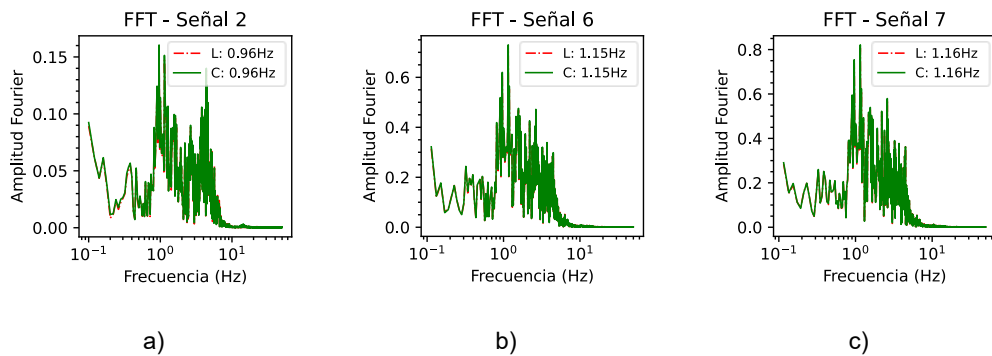 FFT - Señal 2
Amplitud Fourier
0.15
0.10
0.05
0.00
L: 0.96Hz
C: 0.96Hz
10⁻¹ 10⁰ 10¹
Frecuencia (Hz)
a)
FFT - Señal 6
Amplitud Fourier
0.6
0.4
0.2
0.0
L: 1.15Hz
C: 1.15Hz
10⁻¹ 10⁰ 10¹
Frecuencia (Hz)
b)
FFT - Señal 7
Amplitud Fourier
0.8
0.6
0.4
0.2
0.0
L: 1.16Hz
C: 1.16Hz
10⁻¹ 10⁰ 10¹
Frecuencia (Hz)
c)